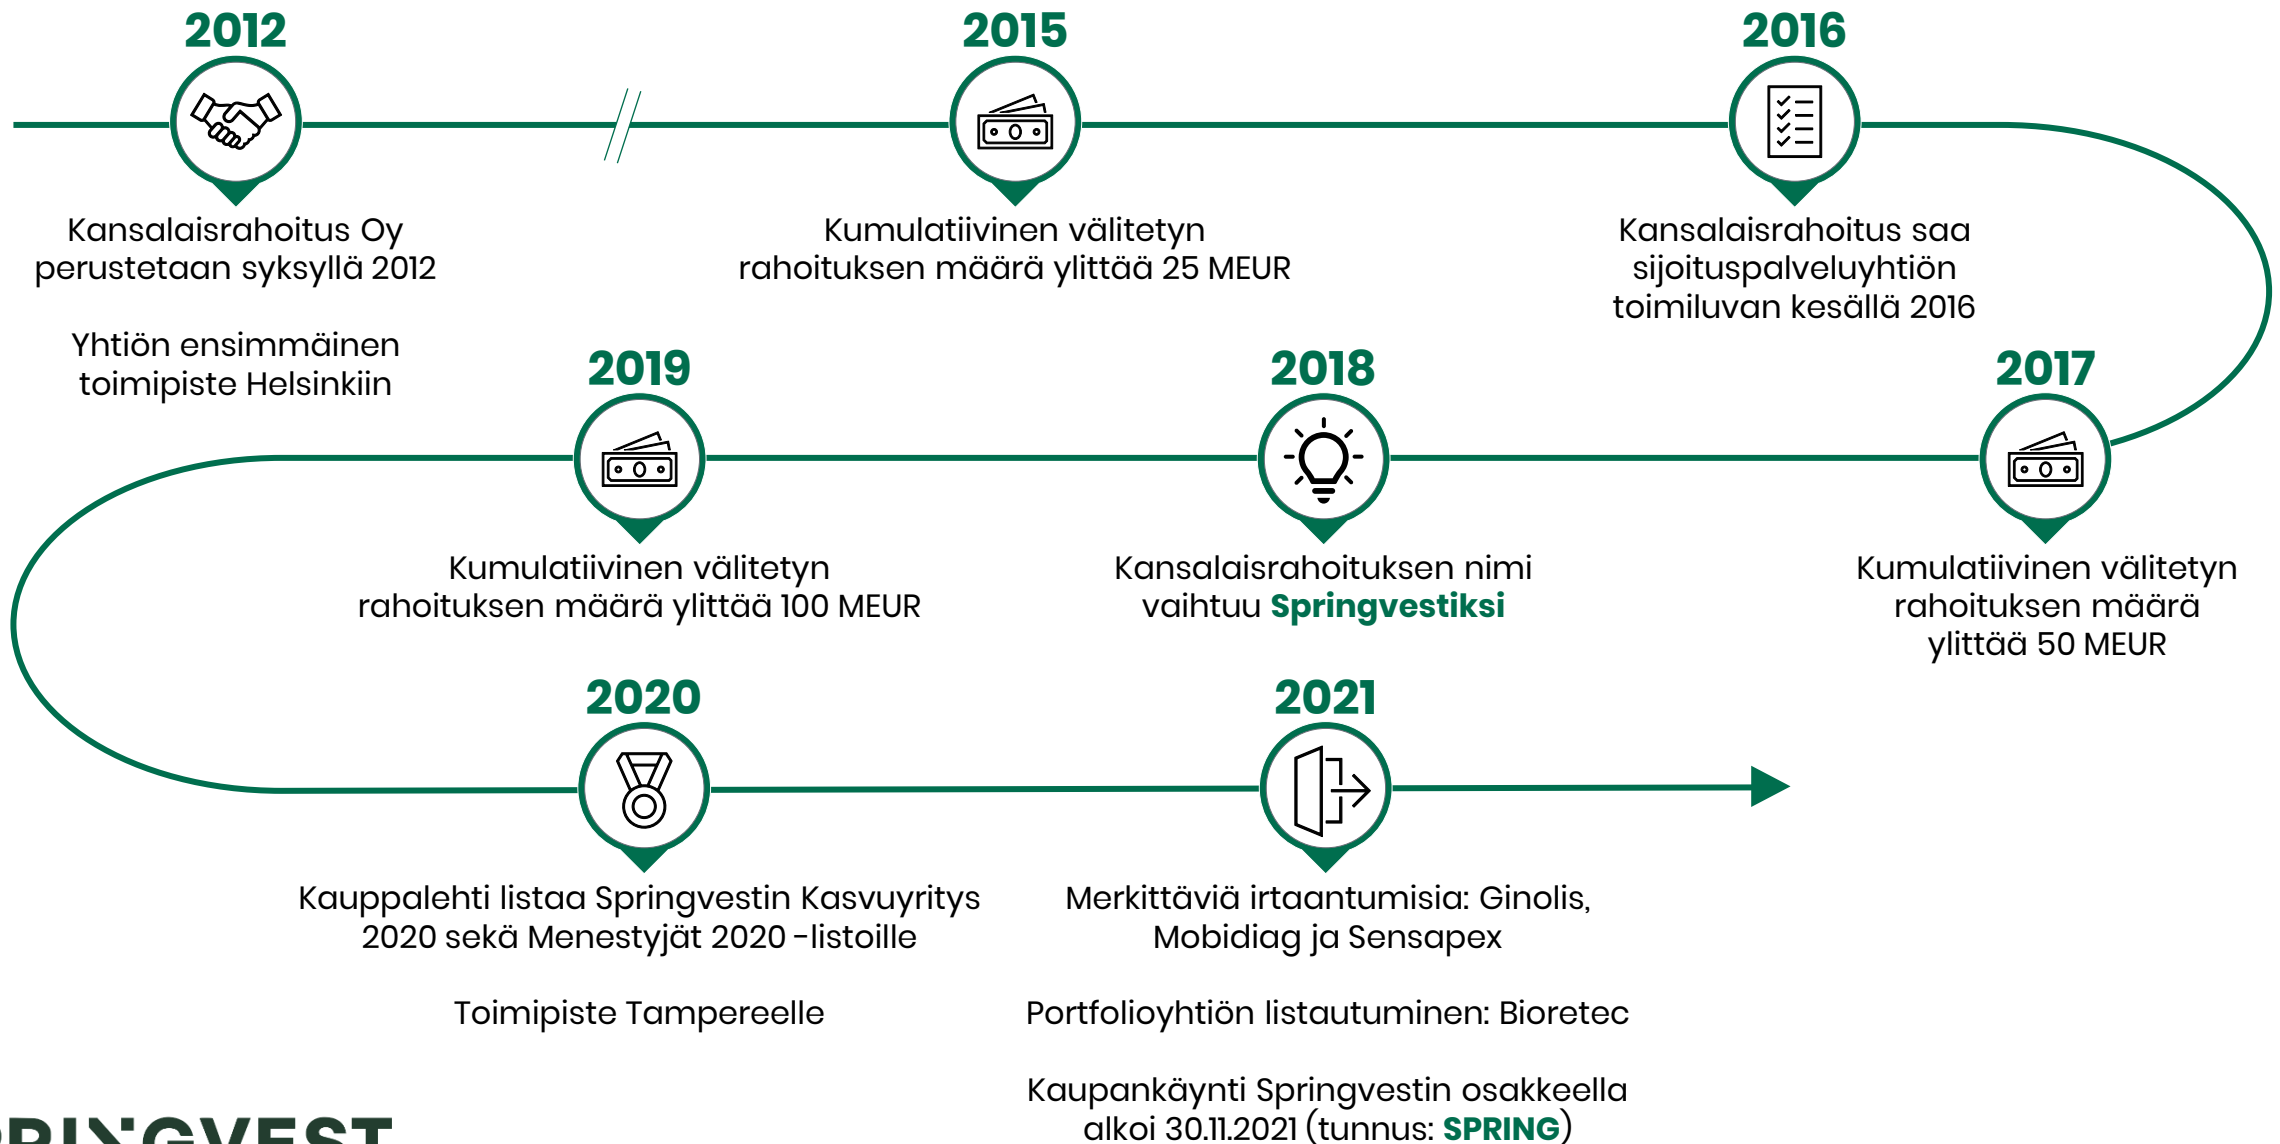 2012
Kansalaisrahoitus Oy
perustetaan syksyllä 2012
Yhtiön ensimmäinen
toimipiste Helsinkiin
2015
Kumulatiivinen välitetyn
rahoituksen määrä ylittää 25 MEUR
2016
Kansalaisrahoitus saa
sijoituspalveluyhtiön
toimiluvan kesällä 2016
2017
Kumulatiivinen välitetyn
rahoituksen määrä
ylittää 50 MEUR
2018
Kansalaisrahoituksen nimi
vaihtuu Springvestiksi
2019
Kumulatiivinen välitetyn
rahoituksen määrä ylittää 100 MEUR
2020
Kauppalehti listaa Springvestin Kasvuyritys
2020 sekä Menestyjät 2020 -listoille
Toimipiste Tampereelle
2021
Merkittäviä irtaantumisia: Ginolis,
Mobidiag ja Sensapex
Portfolioyhtiön listautuminen: Bioretec
Kaupankäynti Springvestin osakkeella
alkoi 30.11.2021 (tunnus: SPRING)
PRINGVEST